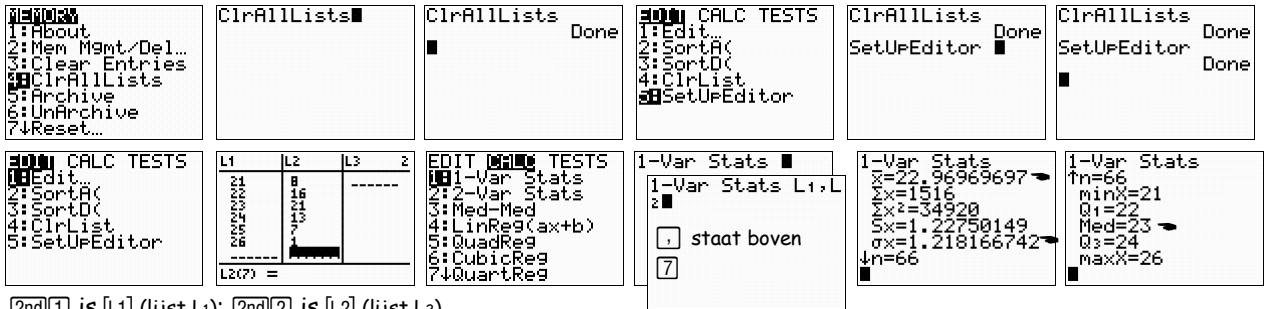 MEMORY
1:About
2:Mem Mgmt/Del…
3:Clear Entries
4:ClrAllLists
5:Archive
6:UnArchive
7↓Reset…
ClrAllLists
ClrAllLists
Done
EDIT CALC TESTS
1:Edit…
2:SortA(
3:SortD(
4:ClrList
5:SetUpEditor
ClrAllLists
Done
SetUpEditor
ClrAllLists
Done
SetUpEditor
Done
EDIT CALC TESTS
1:Edit…
2:SortA(
3:SortD(
4:ClrList
5:SetUpEditor
L1 L2 L3 2
21 8 ------
22 16
23 21
24 13
25 7
26 1
------
L2(7) =
EDIT CALC TESTS
1:1-Var Stats
2:2-Var Stats
3:Med-Med
4:LinReg(ax+b)
5:QuadReg
6:CubicReg
7↓QuartReg
1-Var Stats
1-Var Stats L1,L
2
, staat boven
7
1-Var Stats
x̄=22.96969697
Σx=1516
Σx²=34920
Sx=1.22750149
σx=1.218166742
↓n=66
1-Var Stats
↑n=66
minX=21
Q1=22
Med=23
Q3=24
maxX=26
2nd 1 is [L1] (lijst L1); 2nd 2 is [L2] (lijst L2)